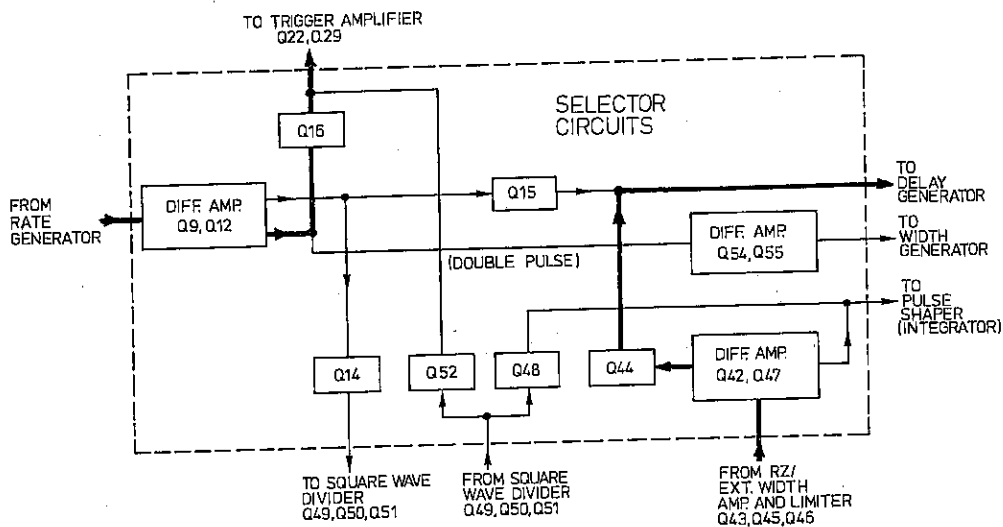 TO TRIGGER AMPLIFIER
Q22, Q29
SELECTOR
CIRCUITS
Q16
FROM
RATE
GENERATOR
DIFF. AMP.
Q9, Q12
Q15
TO
DELAY
GENERATOR
(DOUBLE PULSE)
DIFF. AMP.
Q54, Q55
TO
WIDTH
GENERATOR
TO
PULSE
SHAPER
(INTEGRATOR)
Q14
Q52
Q48
Q44
DIFF. AMP.
Q42, Q47
TO SQUARE WAVE
DIVIDER
Q49, Q50, Q51
FROM SQUARE
WAVE DIVIDER
Q49, Q50, Q51
FROM RZ/
EXT. WIDTH
AMP. AND LIMITER
Q43, Q45, Q46